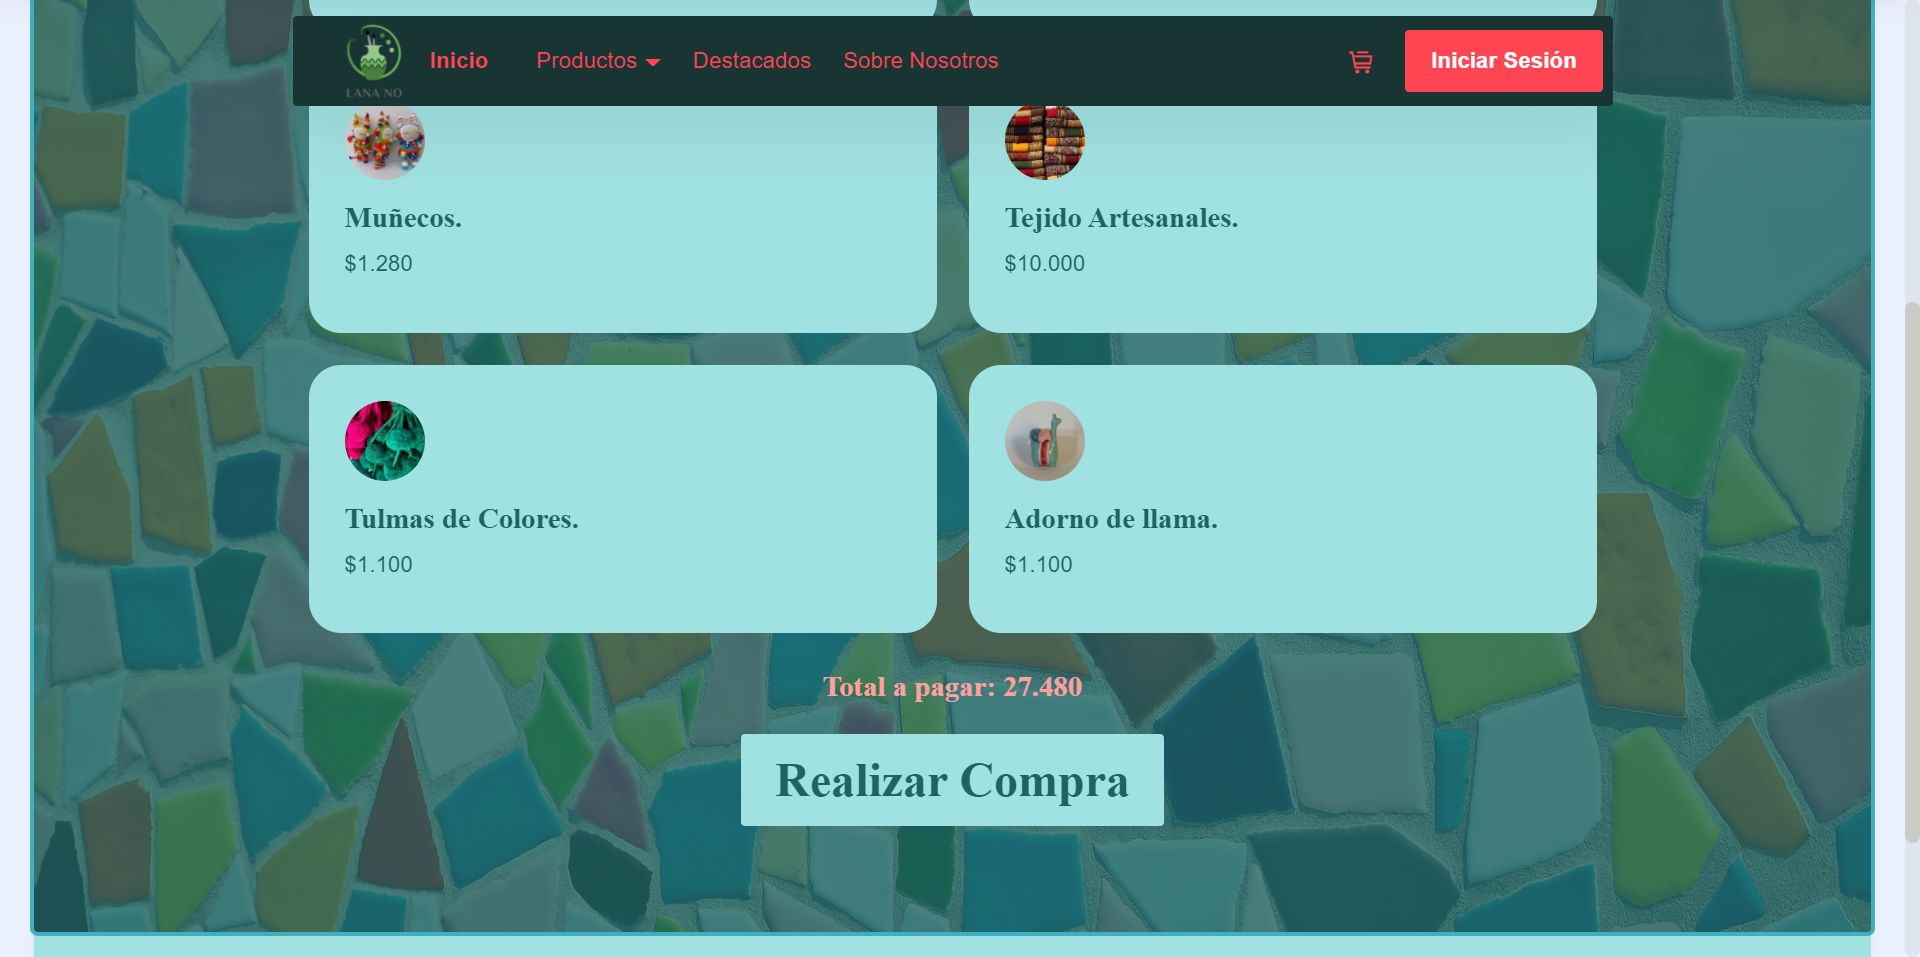 LANA NO
Inicio
Productos
Destacados
Sobre Nosotros
Iniciar Sesión
Muñecos.
$1.280
Tejido Artesanales.
$10.000
Tulmas de Colores.
$1.100
Adorno de llama.
$1.100
Total a pagar: 27.480
Realizar Compra